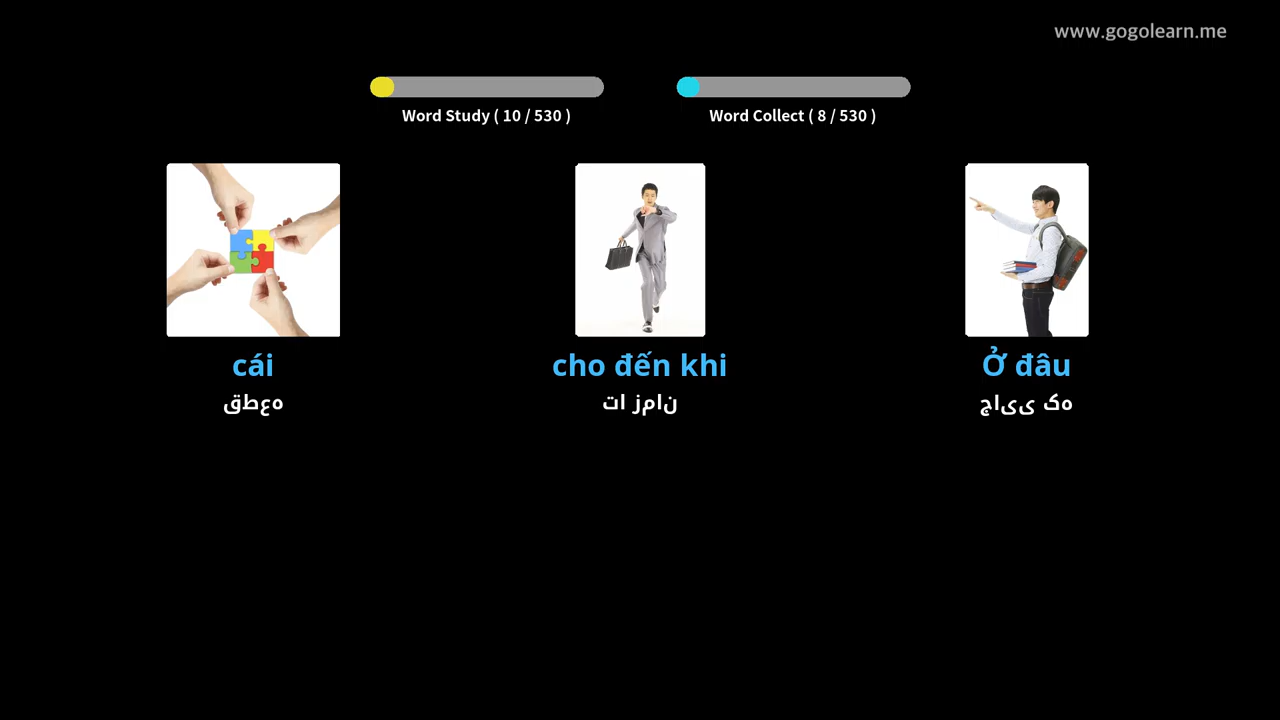 www.gogolearn.me
Word Study ( 10 / 530 )
Word Collect ( 8 / 530 )
cái
قطعه
cho đến khi
تا زمان
Ở đâu
جایی که